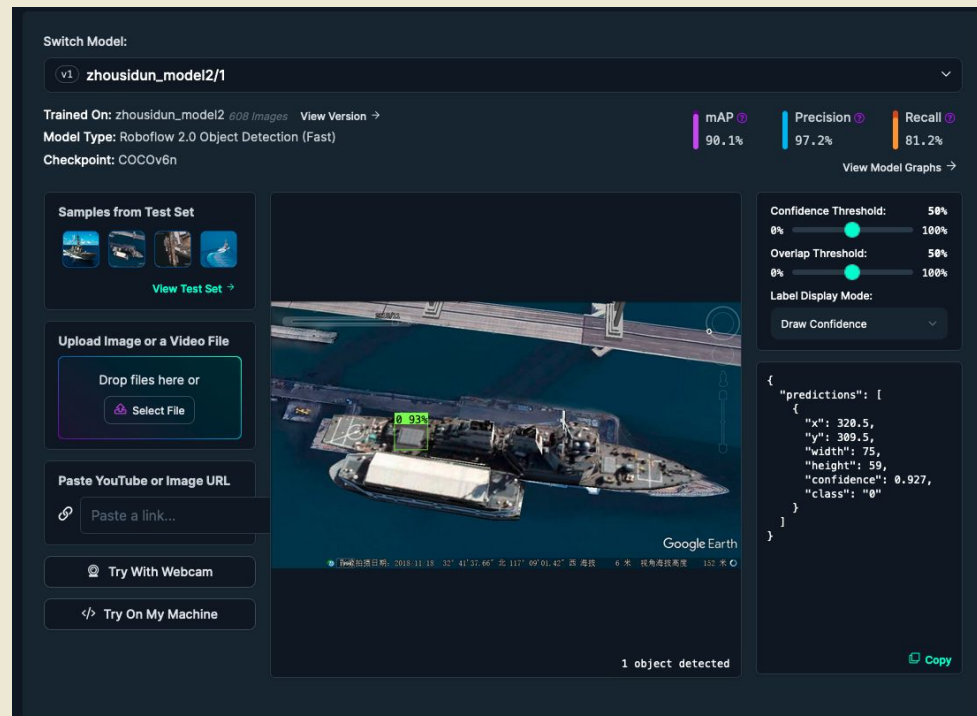 Switch Model:
v1 zhousidun_model2/1
Trained On: zhousidun_model2 608 Images View Version →
Model Type: Roboflow 2.0 Object Detection (Fast)
Checkpoint: COCOv6n
mAP
90.1%
Precision
97.2%
Recall
81.2%
View Model Graphs →
Samples from Test Set
View Test Set →
Upload Image or a Video File
Drop files here or
Select File
Paste YouTube or Image URL
Paste a link...
Try With Webcam
</> Try On My Machine
0 93%
Google Earth
拍摄日期: 2018-11-18 32°41'37.66" 北 117°09'01.42" 西 海拔 6 米 视角海拔高度 152 米
1 object detected
Confidence Threshold: 50%
0% 100%
Overlap Threshold: 50%
0% 100%
Label Display Mode:
Draw Confidence
{
"predictions": [
{
"x": 320.5,
"y": 309.5,
"width": 75,
"height": 59,
"confidence": 0.927,
"class": "0"
}
]
}
Copy